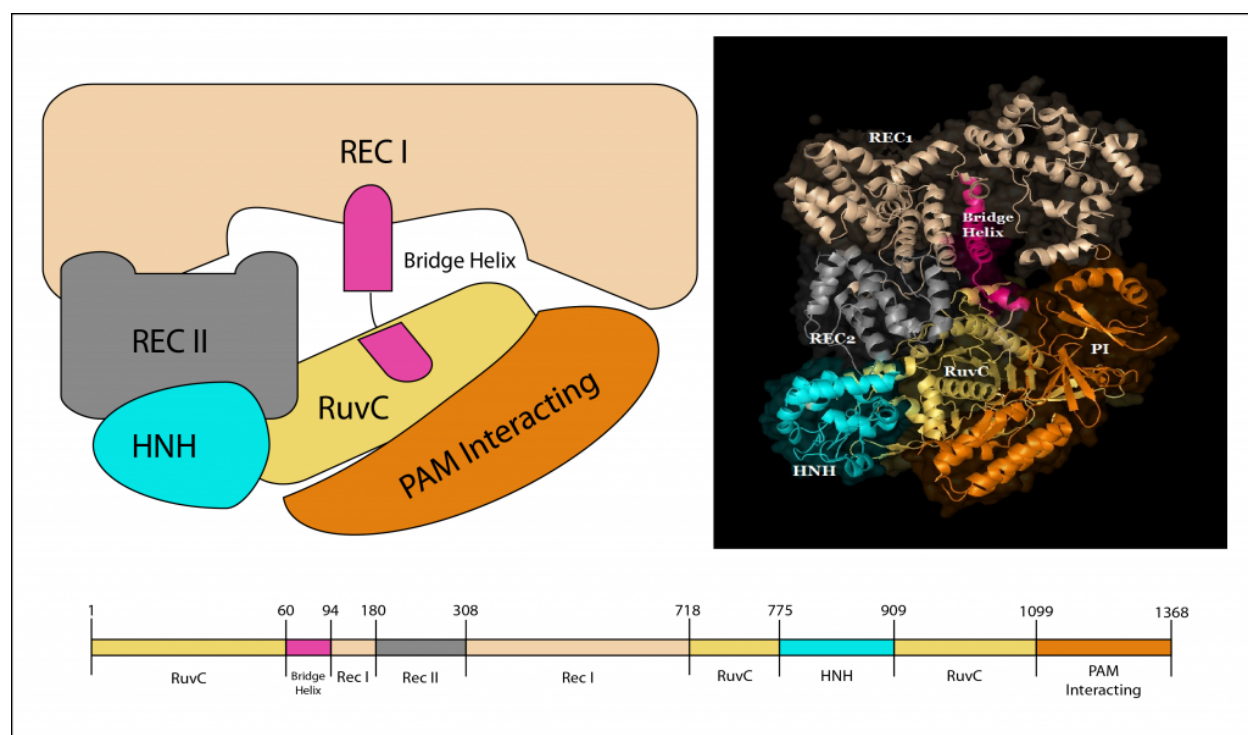 REC I
Bridge Helix
REC II
RuvC
HNH
PAM Interacting
REC1
Bridge
Helix
REC2
PI
RuvC
HNH
1 60 94 180 308 718 775 909 1099 1368
RuvC Bridge Helix Rec I Rec II Rec I RuvC HNH RuvC PAM Interacting